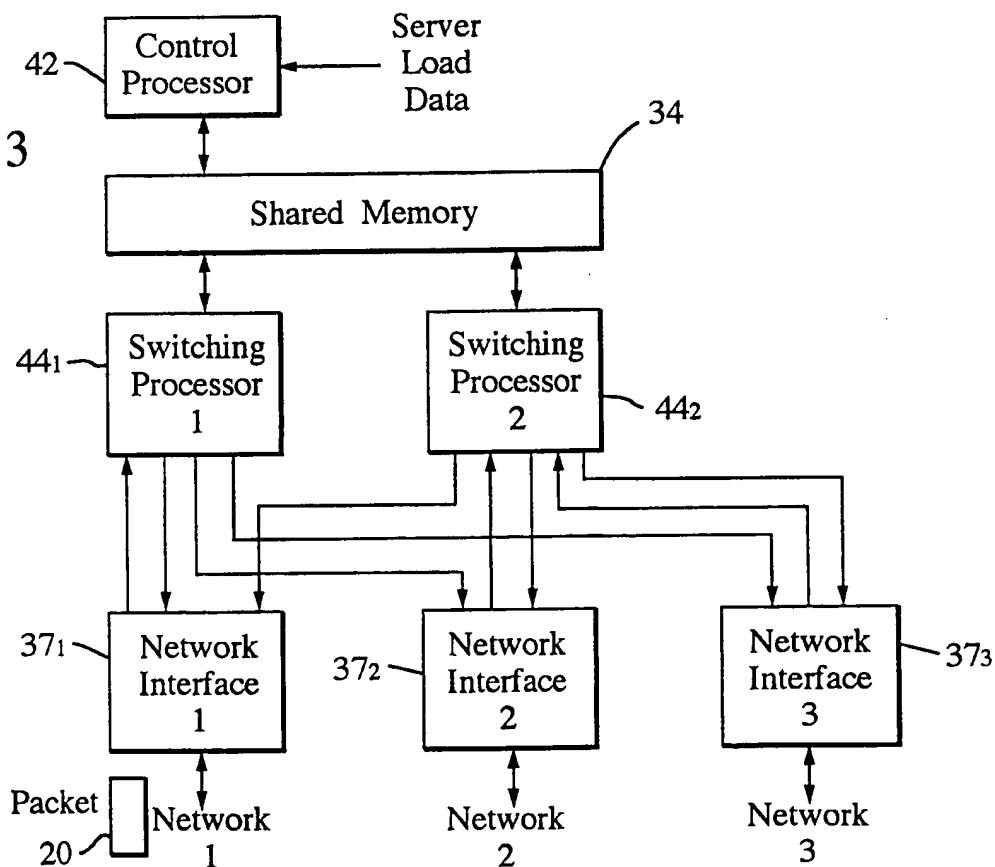 Control
Processor
42
Server
Load
Data
3
34
Shared Memory
Switching
Processor
1
44₁
Switching
Processor
2
44₂
Network
Interface
1
37₁
Network
Interface
2
37₂
Network
Interface
3
37₃
Packet
20
Network
1
Network
2
Network
3